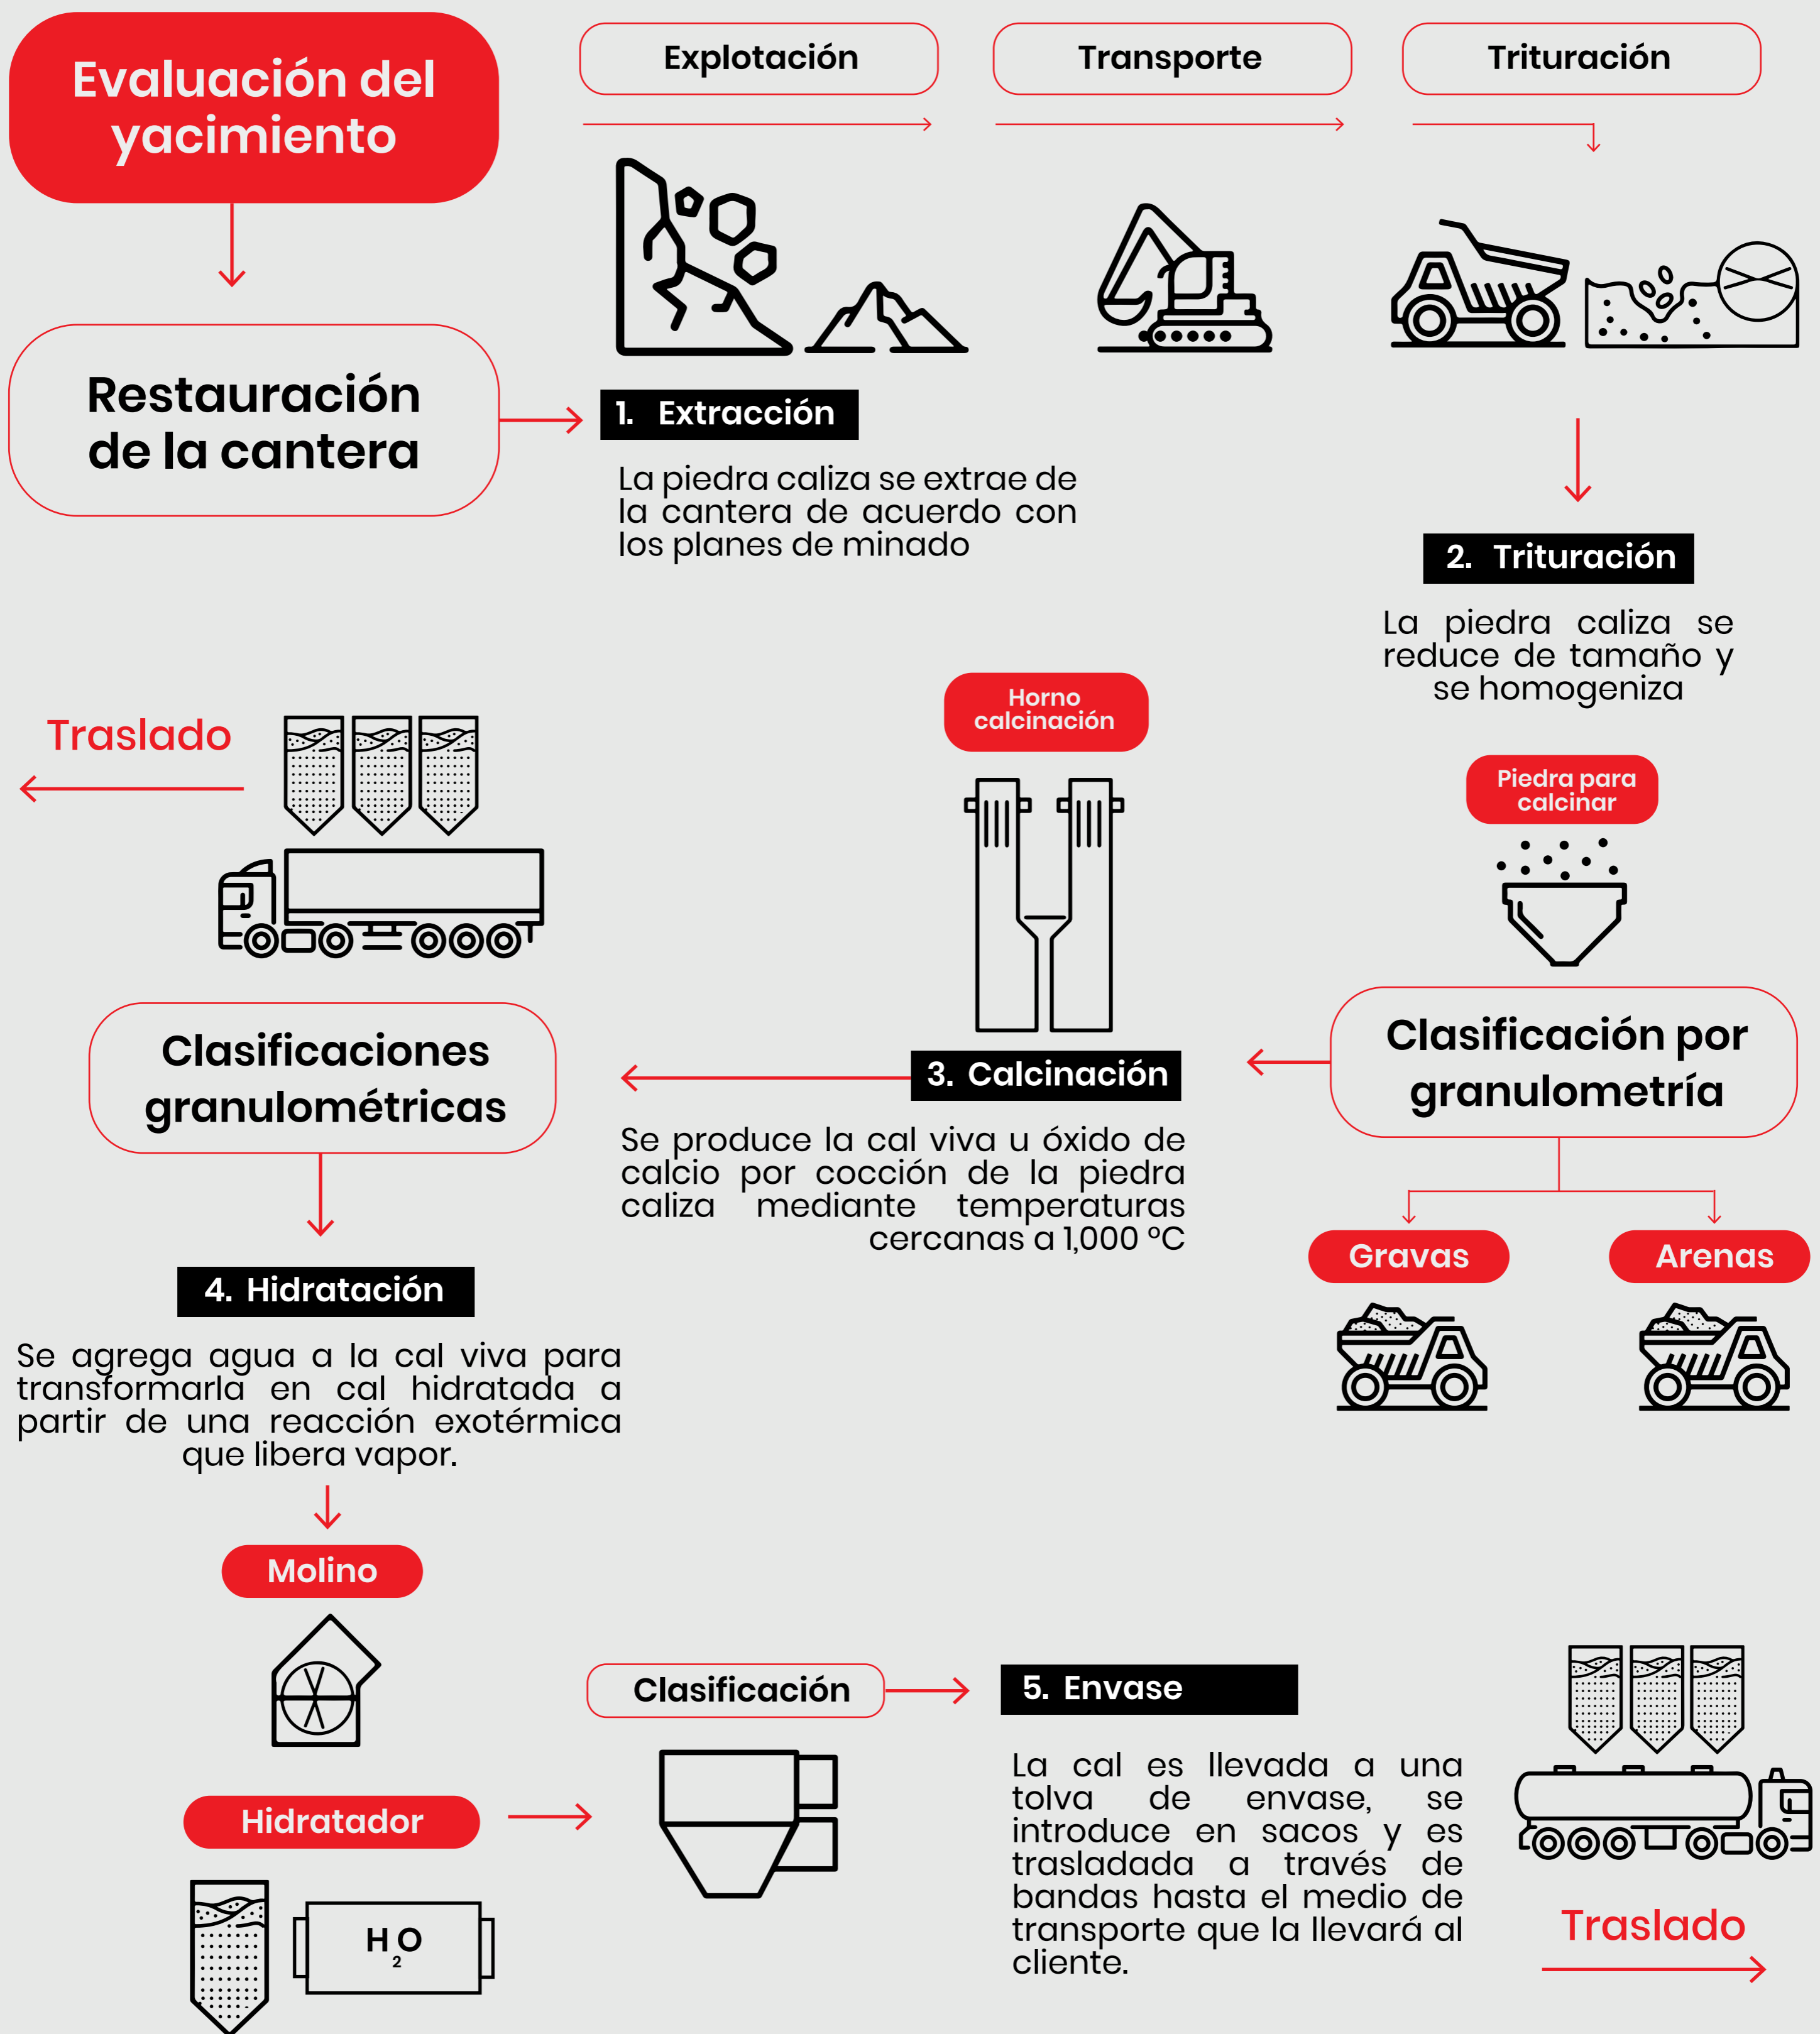 Evaluación del
yacimiento
Explotación
Transporte
Trituración
Restauración
de la cantera
1. Extracción
La piedra caliza se extrae de
la cantera de acuerdo con
los planes de minado
2. Trituración
La piedra caliza se
reduce de tamaño y
se homogeniza
Piedra para
calcinar
Clasificación por
granulometría
Gravas
Arenas
Horno
calcinación
3. Calcinación
Se produce la cal viva u óxido de
calcio por cocción de la piedra
caliza mediante temperaturas
cercanas a 1,000 ºC
Traslado
Clasificaciones
granulométricas
4. Hidratación
Se agrega agua a la cal viva para
transformarla en cal hidratada a
partir de una reacción exotérmica
que libera vapor.
Molino
Hidratador
H2O
Clasificación
5. Envase
La cal es llevada a una
tolva de envase, se
introduce en sacos y es
trasladada a través de
bandas hasta el medio de
transporte que la llevará al
cliente.
Traslado